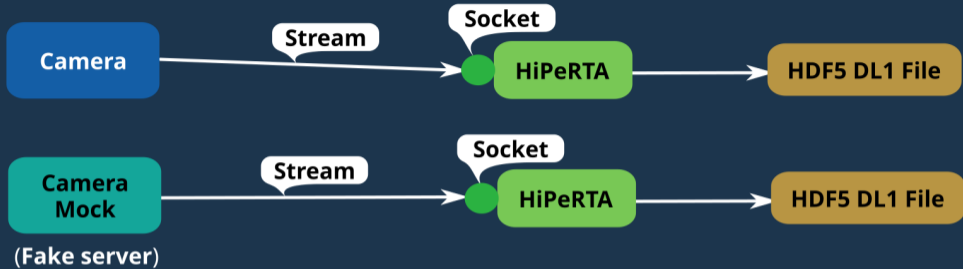 Socket
Stream
Camera
HiPeRTA
HDF5 DL1 File
Socket
Stream
Camera
Mock
HiPeRTA
HDF5 DL1 File
(Fake server)